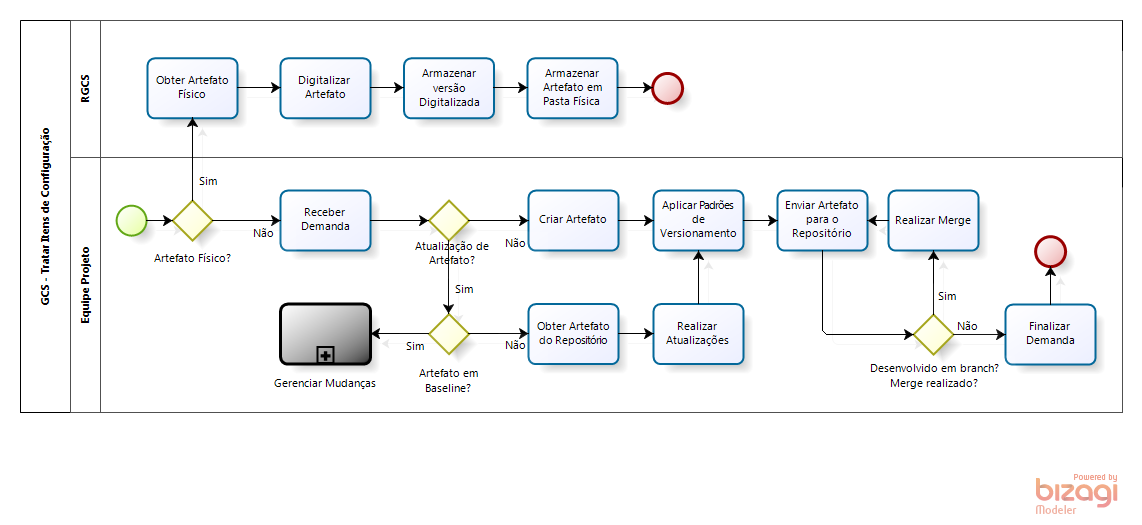 GCS - Tratar Itens de Configuração
RGCS
Obter Artefato
Físico
Digitalizar
Artefato
Armazenar
versão
Digitalizada
Armazenar
Artefato em
Pasta Física
Equipe Projeto
Sim
Artefato Físico?
Não
Receber
Demanda
Atualização de
Artefato?
Não
Criar Artefato
Aplicar Padrões
de
Versionamento
Enviar Artefato
para o
Repositório
Realizar Merge
Sim
Gerenciar Mudanças
Sim
Artefato em
Baseline?
Não
Obter Artefato
do Repositório
Realizar
Atualizações
Sim
Não
Desenvolvido em branch?
Merge realizado?
Finalizar
Demanda
Powered by
bizagi
Modeler